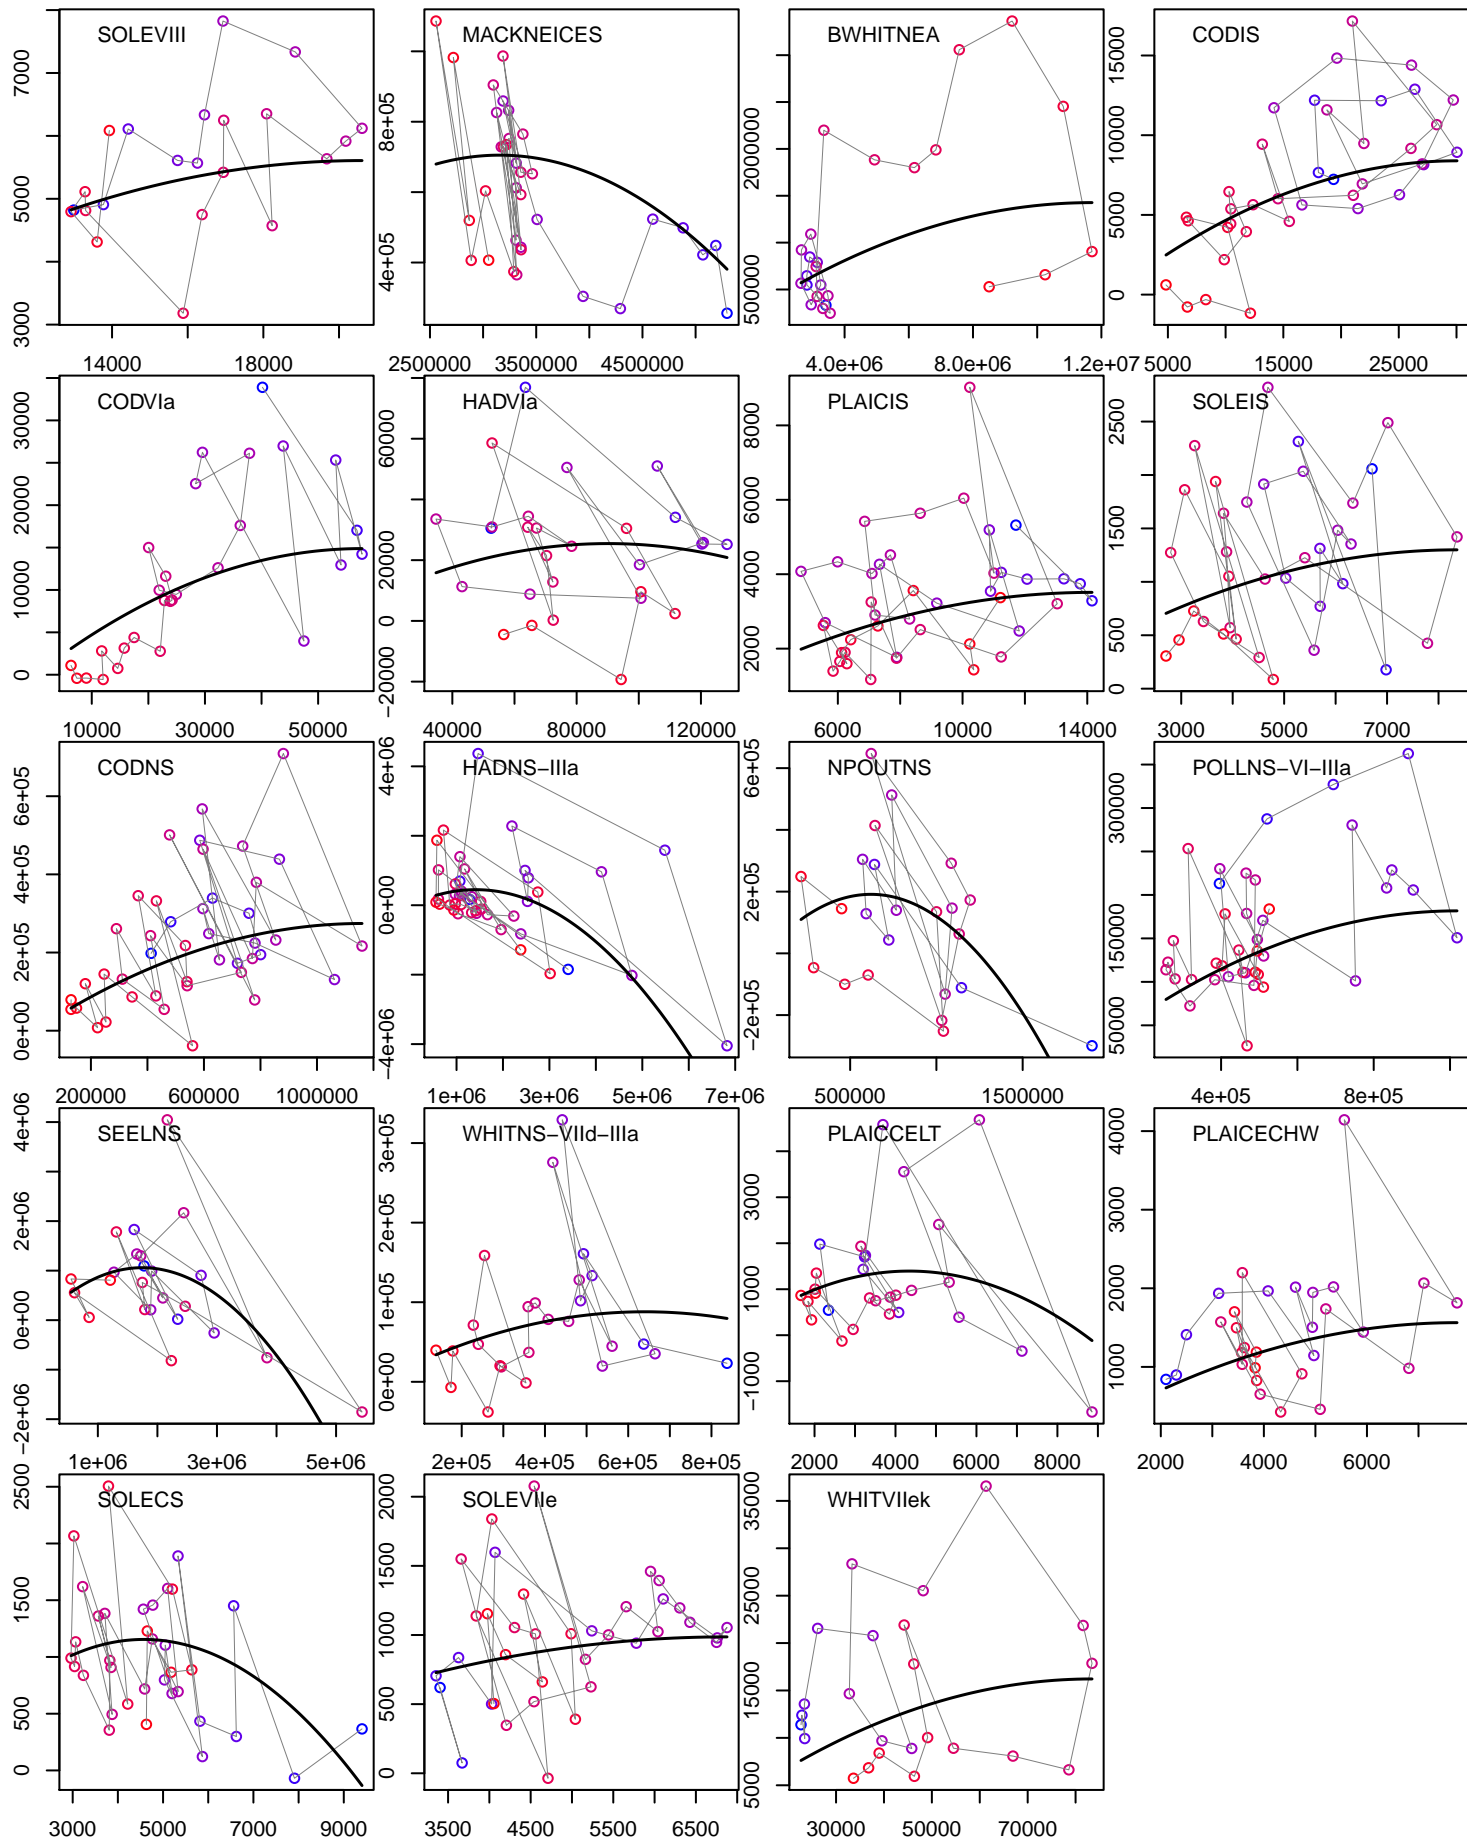 SOLEVIII
MACKNEICES
BWHITNEA
CODIS
3000 5000 7000
4e+05 8e+05
500000 2000000
0 5000 10000 15000
14000 18000
2500000 3500000 4500000
4.0e+06 8.0e+06 1.2e+07
5000 15000 25000
CODVIa
HADVIa
PLAICIS
SOLEIS
0 10000 20000 30000
−20000 0 20000 60000
2000 4000 6000 8000
0 500 1500 2500
10000 30000 50000
40000 80000 120000
6000 10000 14000
3000 5000 7000
CODNS
HADNS−IIIa
NPOUTNS
POLLNS−VI−IIIa
0e+00 2e+05 4e+05 6e+05
−4e+06 0e+00 4e+06
−2e+05 2e+05 6e+05
50000 150000 300000
200000 600000 1000000
1e+06 3e+06 5e+06 7e+06
500000 1500000
4e+05 8e+05
SEELNS
WHITNS−VIId−IIIa
PLAICCELT
PLAICECHW
−2e+06 0e+00 2e+06 4e+06
0e+00 1e+05 3e+05
−1000 1000 3000
1000 2000 3000 4000
1e+06 3e+06 5e+06
2e+05 4e+05 6e+05 8e+05
2000 4000 6000 8000
2000 4000 6000
SOLECS
SOLEVIIe
WHITVIIek
0 500 1500 2500
0 500 1000 1500 2000
5000 15000 25000 35000
3000 5000 7000 9000
3500 4500 5500 6500
30000 50000 70000